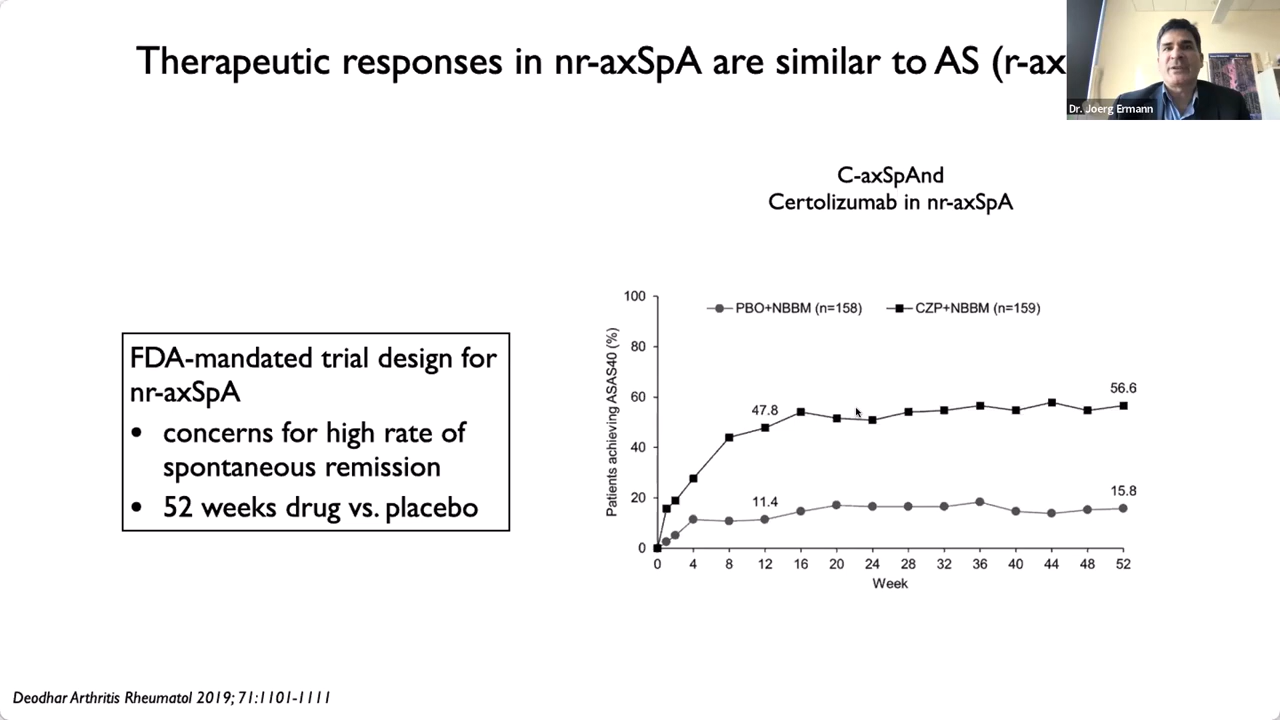 Therapeutic responses in nr-axSpA are similar to AS (r-ax
Dr. Joerg Ermann
C-axSpAnd
Certolizumab in nr-axSpA
FDA-mandated trial design for
nr-axSpA
• concerns for high rate of
spontaneous remission
• 52 weeks drug vs. placebo
PBO+NBBM (n=158) CZP+NBBM (n=159)
Patients achieving ASAS40 (%)
100
80
60
40
20
0
47.8
56.6
11.4
15.8
0 4 8 12 16 20 24 28 32 36 40 44 48 52
Week
Deodhar Arthritis Rheumatol 2019; 71:1101-1111